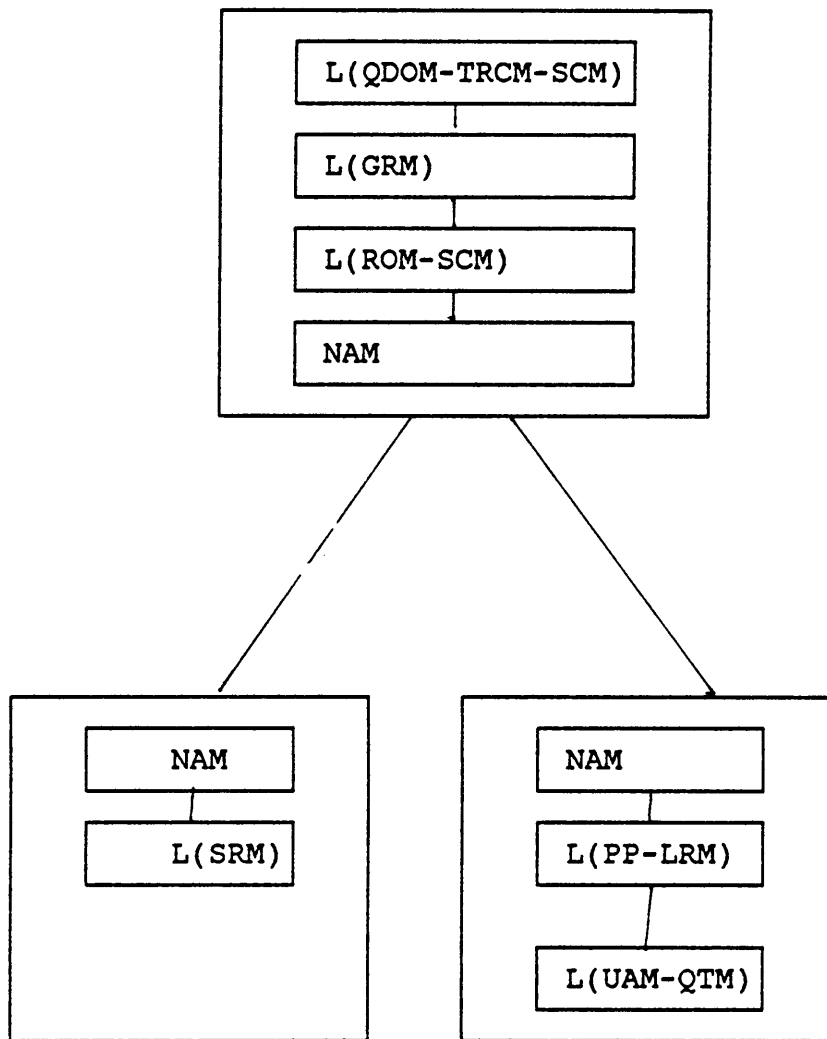 L(QDOM-TRCM-SCM)
L(GRM)
L(ROM-SCM)
NAM
NAM
L(SRM)
NAM
L(PP-LRM)
L(UAM-QTM)